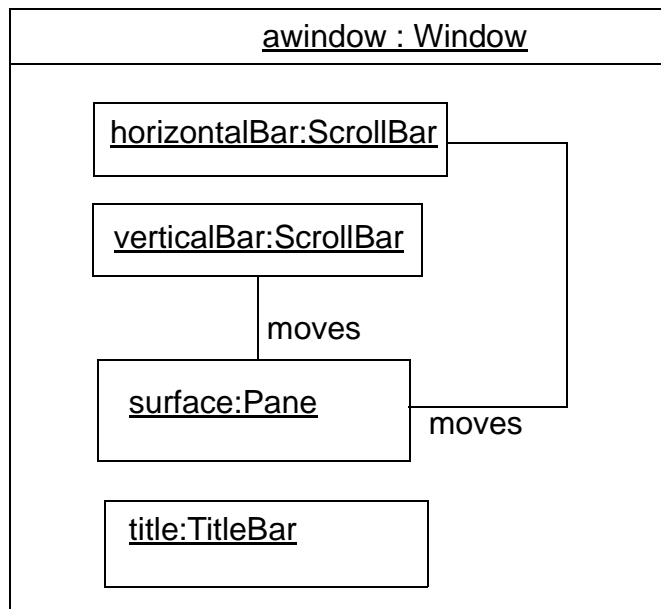 awindow : Window
horizontalBar:ScrollBar
verticalBar:ScrollBar
moves
surface:Pane
moves
title:TitleBar